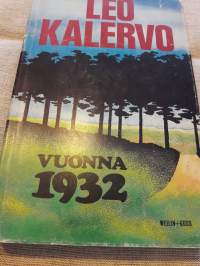 LEO
KALERVO
VUONNA
1932
WEILIN+GÖÖS